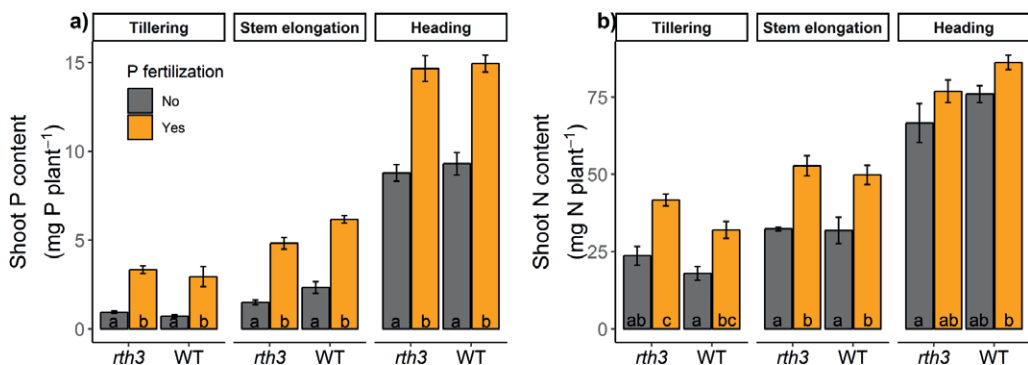 a)
Tillering
Stem elongation
Heading
Shoot P content
(mg P plant⁻¹)
15
10
5
0
P fertilization
No
Yes
a b a b
a b a b
a b a b
rth3 WT
rth3 WT
rth3 WT
b)
Tillering
Stem elongation
Heading
Shoot N content
(mg N plant⁻¹)
75
50
25
0
ab c a bc
a b a b
a ab ab b
rth3 WT
rth3 WT
rth3 WT